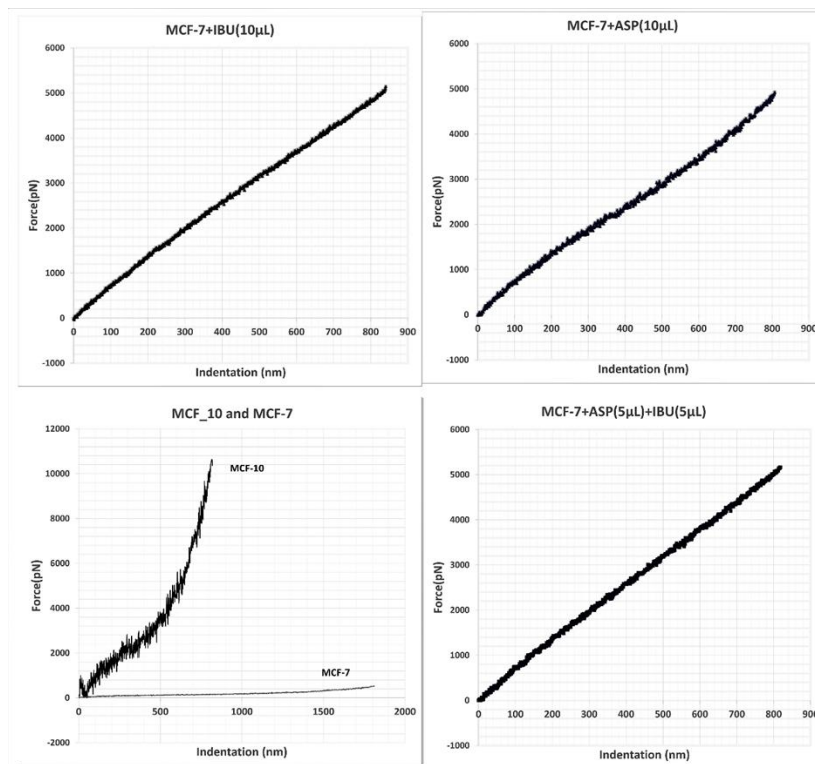 MCF-7+IBU(10µL)
6000
5000
4000
3000
2000
1000
0
-1000
Force(pN)
0 100 200 300 400 500 600 700 800 900
Indentation (nm)
MCF-7+ASP(10µL)
6000
5000
4000
3000
2000
1000
0
-1000
Force(pN)
0 100 200 300 400 500 600 700 800 900
Indentation (nm)
MCF_10 and MCF-7
12000
10000
8000
6000
4000
2000
0
-2000
Force(pN)
MCF-10
MCF-7
0 500 1000 1500 2000
Indentation (nm)
MCF-7+ASP(5µL)+IBU(5µL)
6000
5000
4000
3000
2000
1000
0
-1000
Force(pN)
0 100 200 300 400 500 600 700 800 900
Indentation (nm)